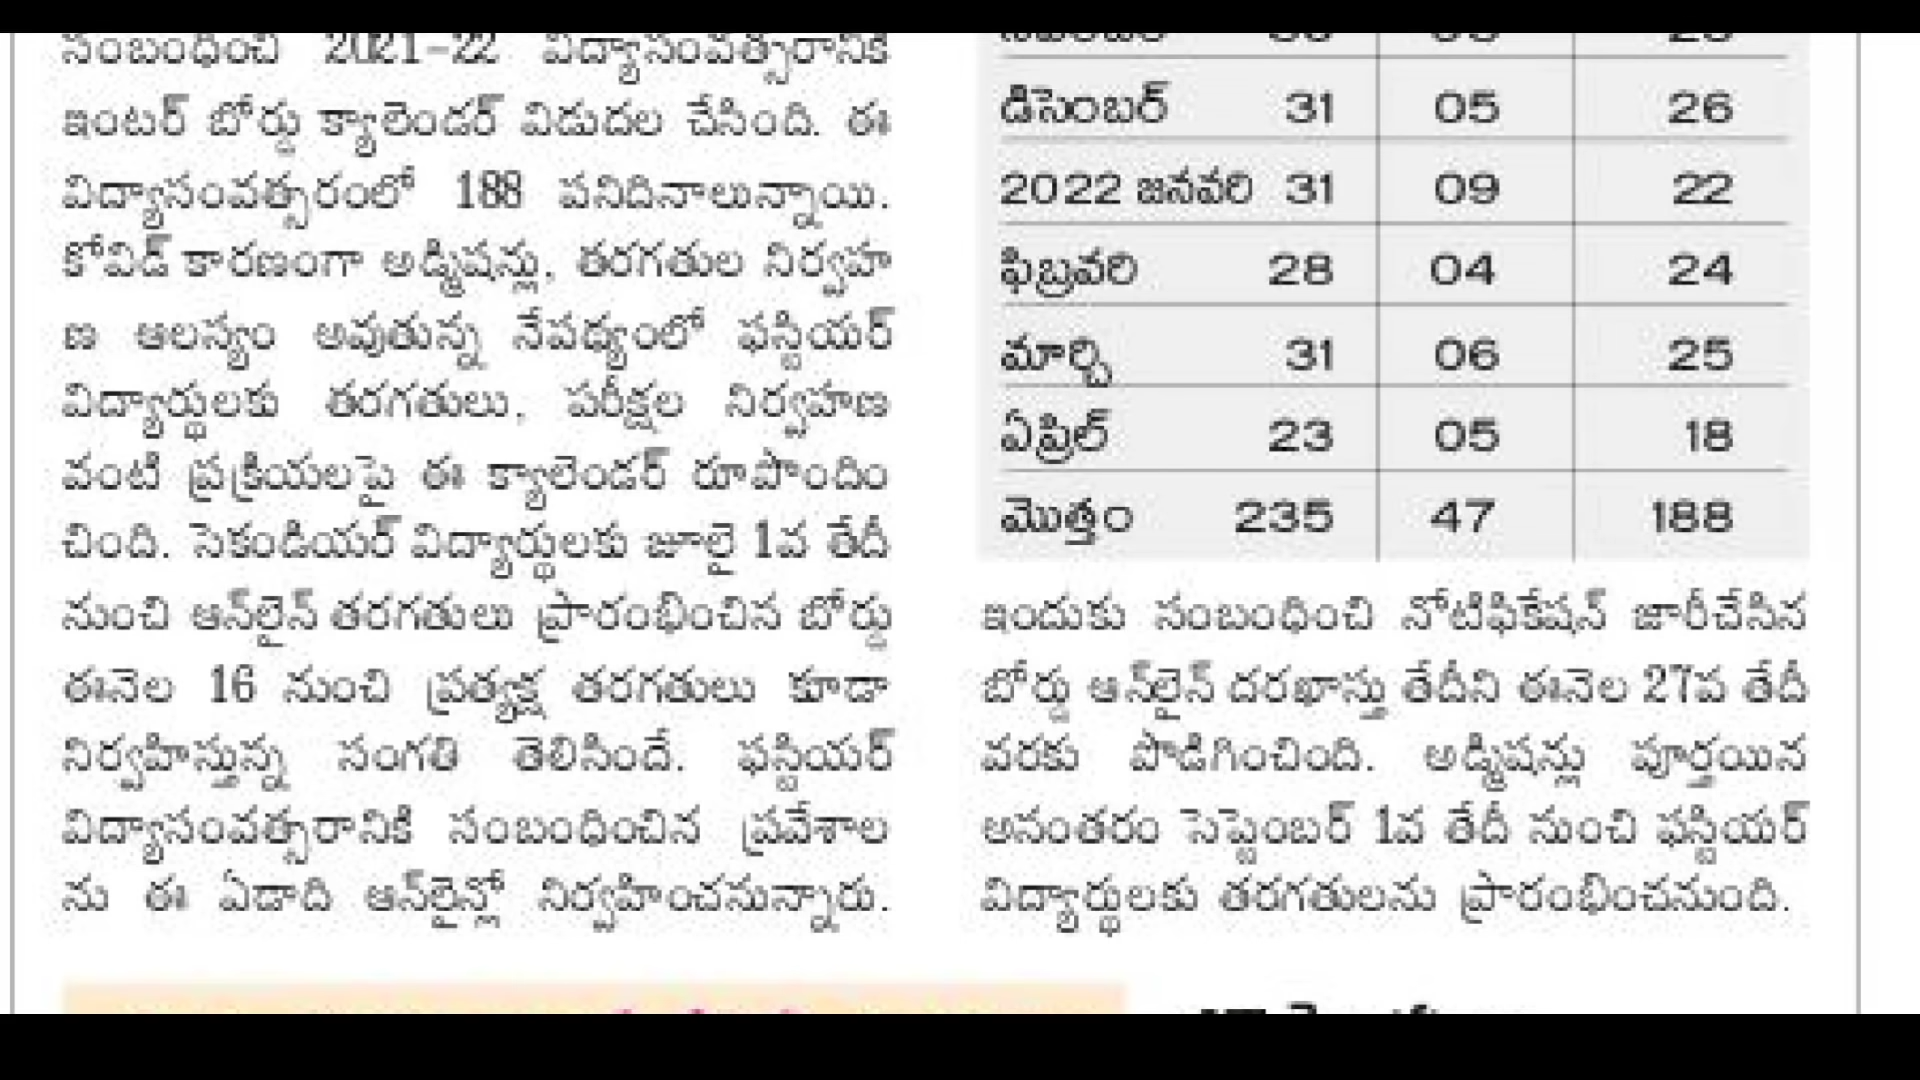 సంబంధించి 2021-22 విద్యాసంవత్సరానికి
ఇంటర్ బోర్డు క్యాలెండర్ విడుదల చేసింది. ఈ
విద్యాసంవత్సరంలో 188 పనిదినాలున్నాయి.
కోవిడ్ కారణంగా అడ్మిషన్లు, తరగతుల నిర్వహ
ణ ఆలస్యం అవుతున్న నేపథ్యంలో ఫస్టియర్
విద్యార్థులకు తరగతులు, పరీక్షల నిర్వహణ
వంటి ప్రక్రియలపై ఈ క్యాలెండర్ రూపొందిం
చింది. సెకండియర్ విద్యార్థులకు జూలై 1వ తేదీ
నుంచి ఆన్‌లైన్ తరగతులు ప్రారంభించిన బోర్డు
ఈనెల 16 నుంచి ప్రత్యక్ష తరగతులు కూడా
నిర్వహిస్తున్న సంగతి తెలిసిందే. ఫస్టియర్
విద్యాసంవత్సరానికి సంబంధించిన ప్రవేశాల
ను ఈ ఏడాది ఆన్‌లైన్లో నిర్వహించనున్నారు.
డిసెంబర్ 31 05 26
2022 జనవరి 31 09 22
ఫిబ్రవరి 28 04 24
మార్చి 31 06 25
ఏప్రిల్ 23 05 18
మొత్తం 235 47 188
ఇందుకు సంబంధించి నోటిఫికేషన్ జారీచేసిన
బోర్డు ఆన్‌లైన్ దరఖాస్తు తేదీని ఈనెల 27వ తేదీ
వరకు పొడిగించింది. అడ్మిషన్లు పూర్తయిన
అనంతరం సెప్టెంబర్ 1వ తేదీ నుంచి ఫస్టియర్
విద్యార్థులకు తరగతులను ప్రారంభించనుంది.